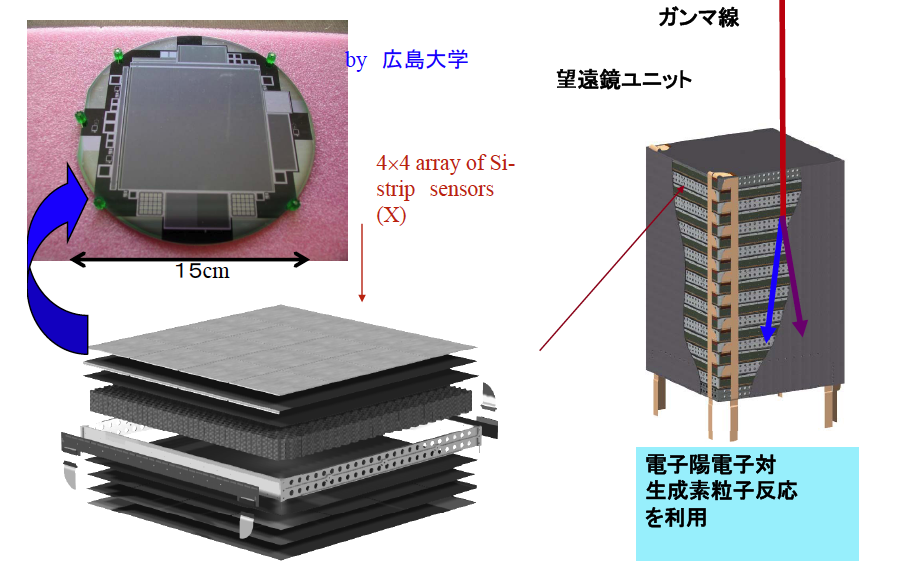 by 広島大学
15cm
4×4 array of Si-
strip sensors
(X)
ガンマ線
望遠鏡ユニット
電子陽電子対
生成素粒子反応
を利用